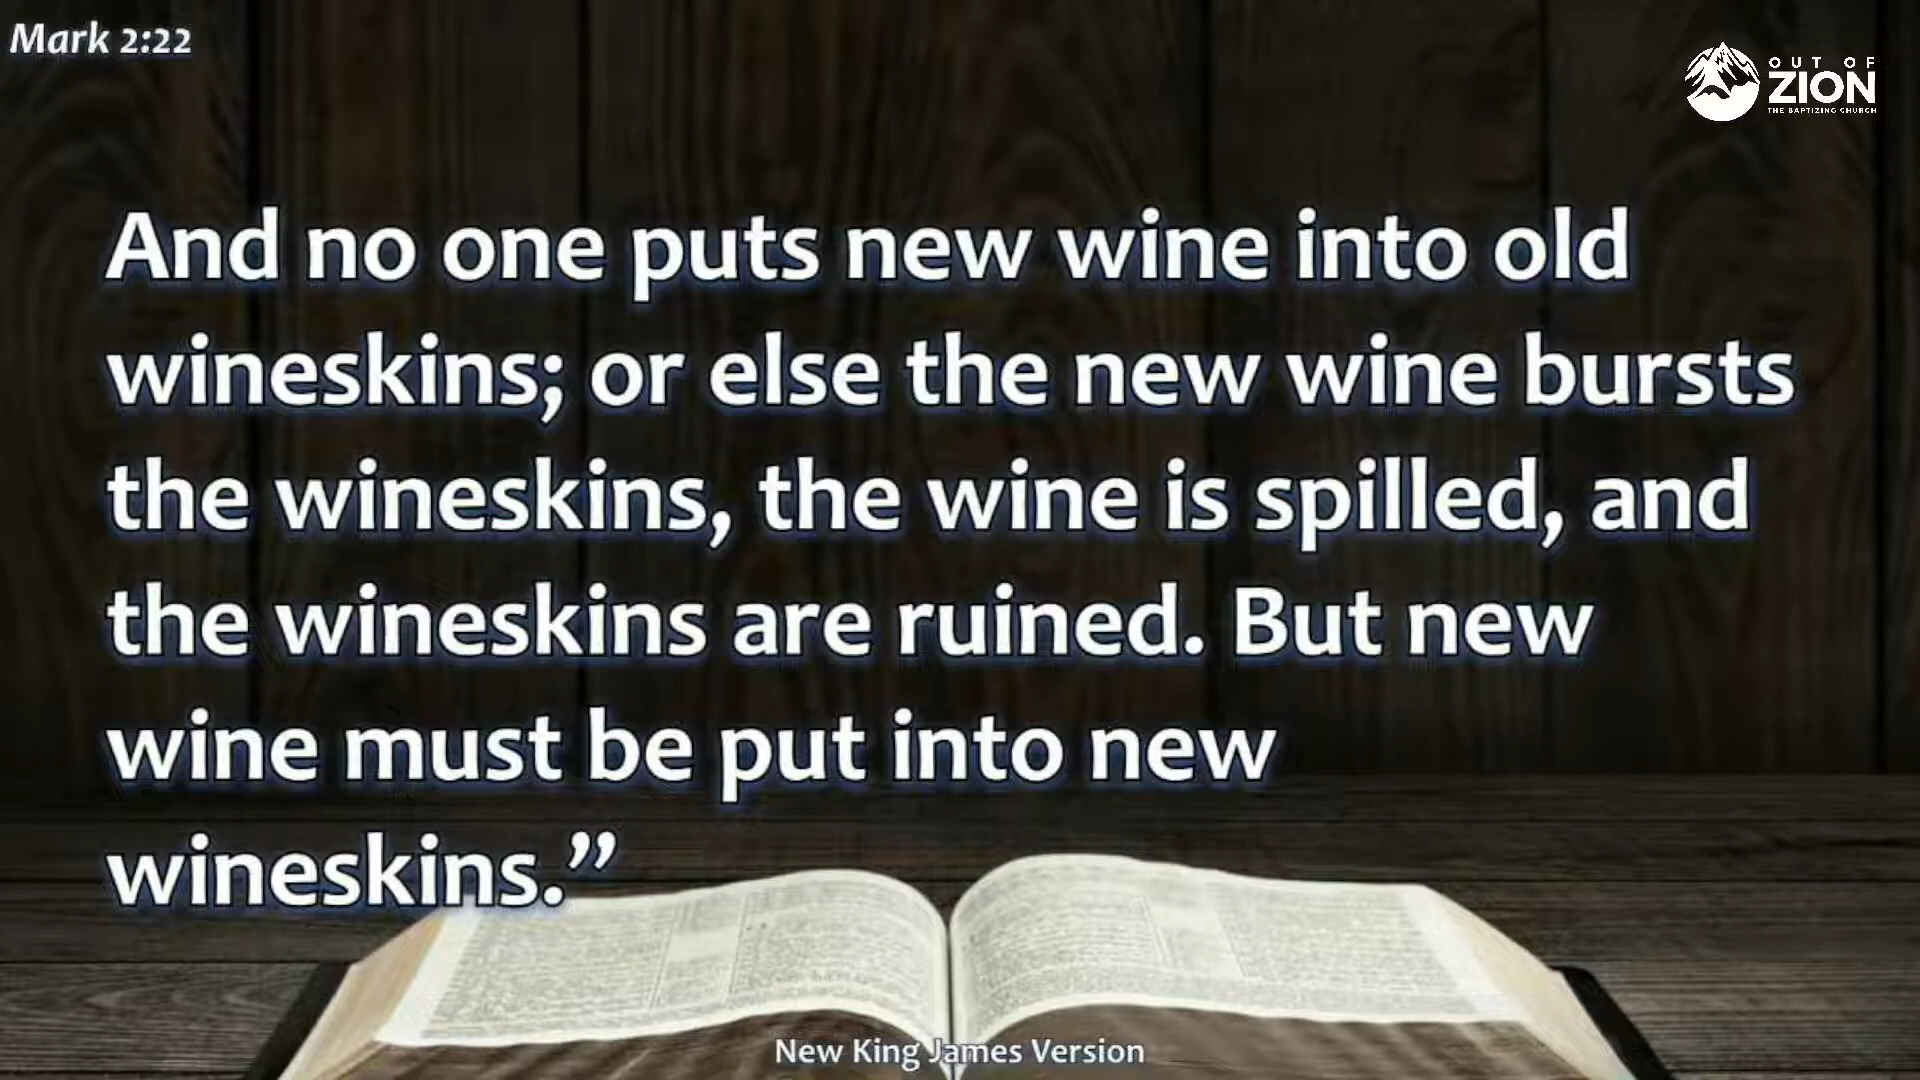 Mark 2:22
OUT OF
ZION
THE BAPTIZING CHURCH
And no one puts new wine into old
wineskins; or else the new wine bursts
the wineskins, the wine is spilled, and
the wineskins are ruined. But new
wine must be put into new
wineskins.”
New King James Version